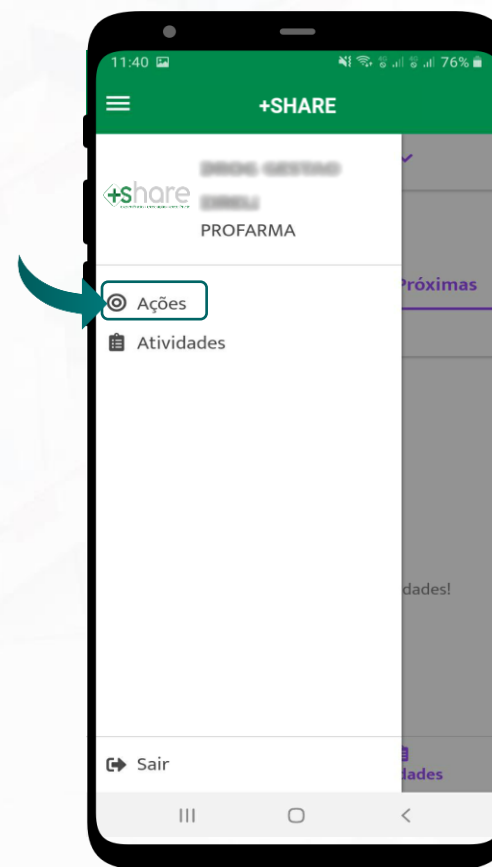 11:40 76%
+SHARE
+share
PROFARMA
Próximas
Ações
Atividades
dades!
Sair
dades